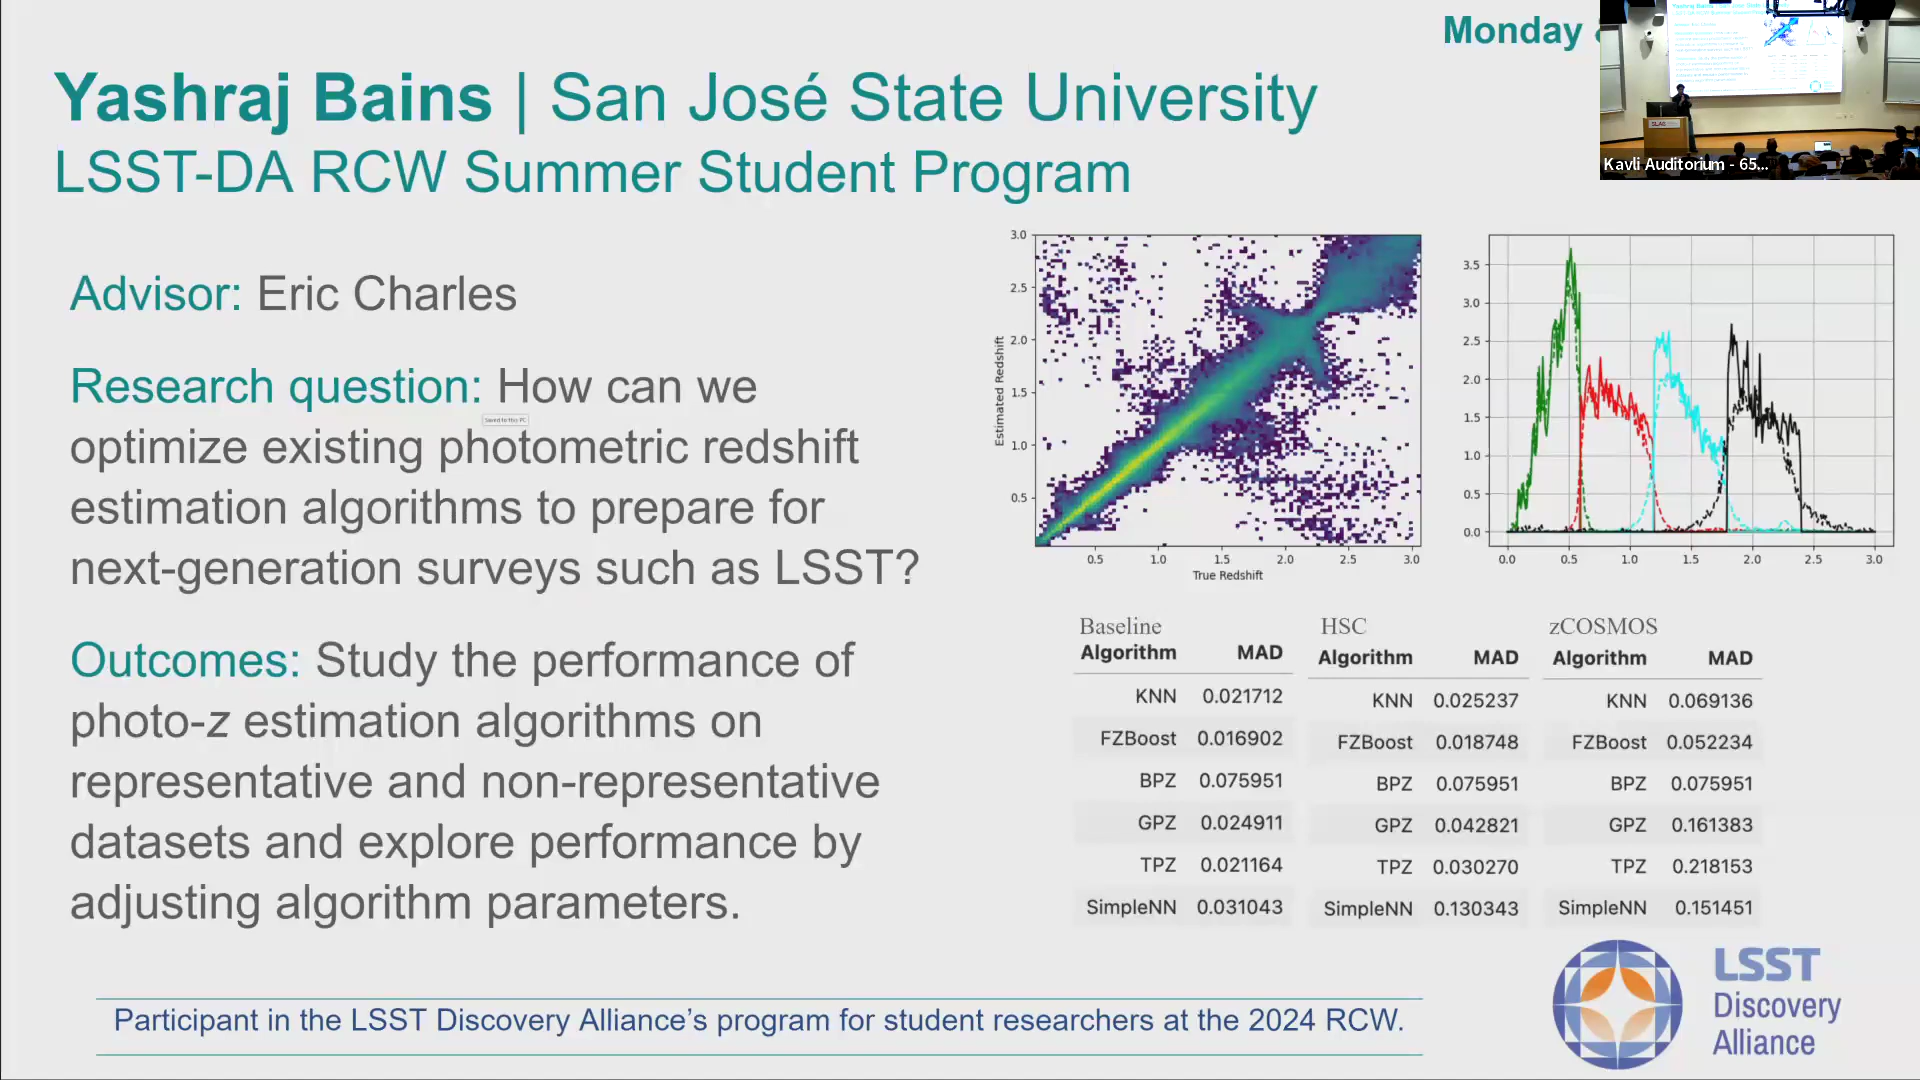 Monday
Yashraj Bains | San José State University
LSST-DA RCW Summer Student Program
Kavli Auditorium - 65...
Advisor: Eric Charles
Research question: How can we
optimize existing photometric redshift
estimation algorithms to prepare for
next-generation surveys such as LSST?
Saved to this PC
Outcomes: Study the performance of
photo-z estimation algorithms on
representative and non-representative
datasets and explore performance by
adjusting algorithm parameters.
3.0
2.5
2.0
1.5
1.0
0.5
Estimated Redshift
0.5 1.0 1.5 2.0 2.5 3.0
True Redshift
3.5
3.0
2.5
2.0
1.5
1.0
0.5
0.0
0.0 0.5 1.0 1.5 2.0 2.5 3.0
Baseline
Algorithm MAD
KNN 0.021712
FZBoost 0.016902
BPZ 0.075951
GPZ 0.024911
TPZ 0.021164
SimpleNN 0.031043
HSC
Algorithm MAD
KNN 0.025237
FZBoost 0.018748
BPZ 0.075951
GPZ 0.042821
TPZ 0.030270
SimpleNN 0.130343
zCOSMOS
Algorithm MAD
KNN 0.069136
FZBoost 0.052234
BPZ 0.075951
GPZ 0.161383
TPZ 0.218153
SimpleNN 0.151451
Participant in the LSST Discovery Alliance’s program for student researchers at the 2024 RCW.
LSST
Discovery
Alliance